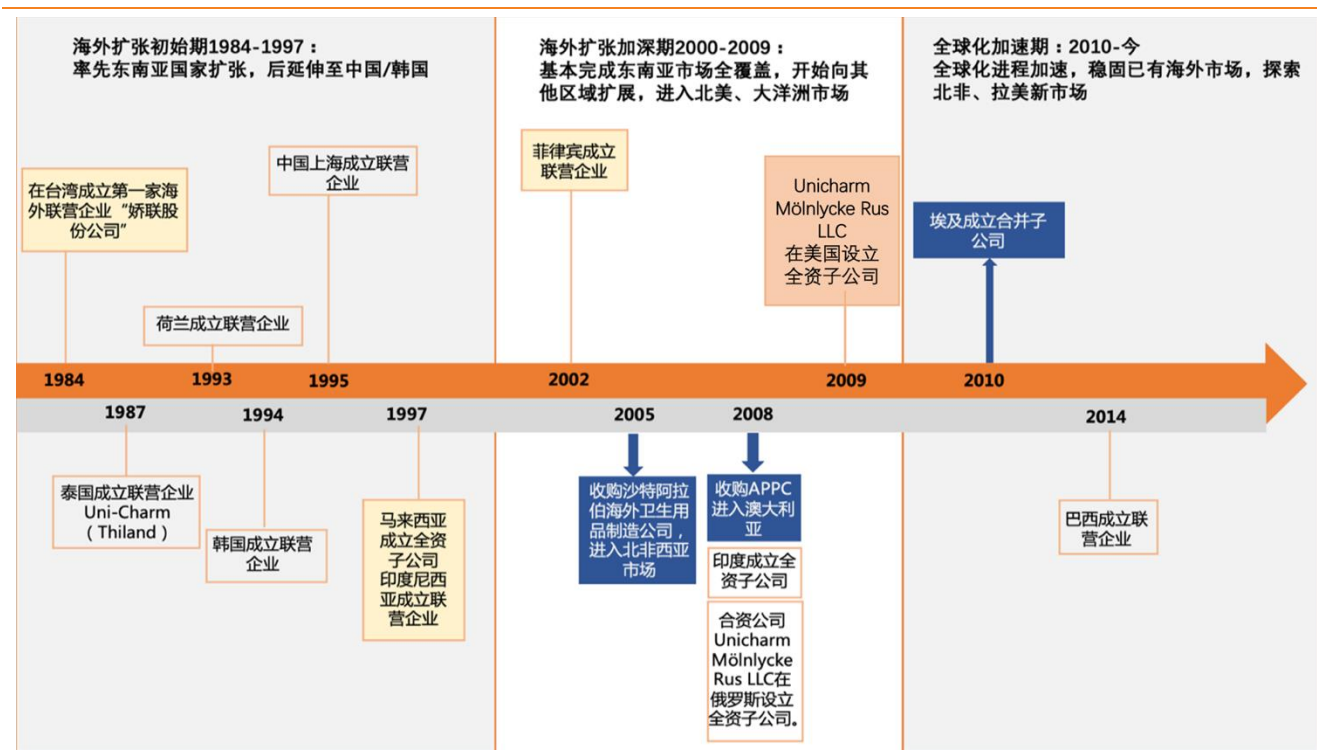 海外扩张初始期1984-1997：
率先东南亚国家扩张，后延伸至中国/韩国
海外扩张加深期2000-2009：
基本完成东南亚市场全覆盖，开始向其
他区域扩展，进入北美、大洋洲市场
全球化加速期：2010-今
全球化进程加速，稳固已有海外市场，探索
北非、拉美新市场
在台湾成立第一家海
外联营企业“娇联股
份公司”
荷兰成立联营企业
中国上海成立联营
企业
菲律宾成立
联营企业
Unicharm
Mölnlycke Rus
LLC
在美国设立
全资子公司
埃及成立合并子
公司
1984
1993
1995
2002
2009
2010
1987
1994
1997
2005
2008
2014
泰国成立联营企业
Uni-Charm
（Thiland）
韩国成立联营
企业
马来西亚
成立全资
子公司
印度尼西
亚成立联
营企业
收购沙特阿拉
伯海外卫生用
品制造公司，
进入北非西亚
市场
收购APPC
进入澳大利
亚
印度成立全
资子公司
合资公司
Unicharm
Mölnlycke
Rus LLC在
俄罗斯设立
全资子公司。
巴西成立联
营企业